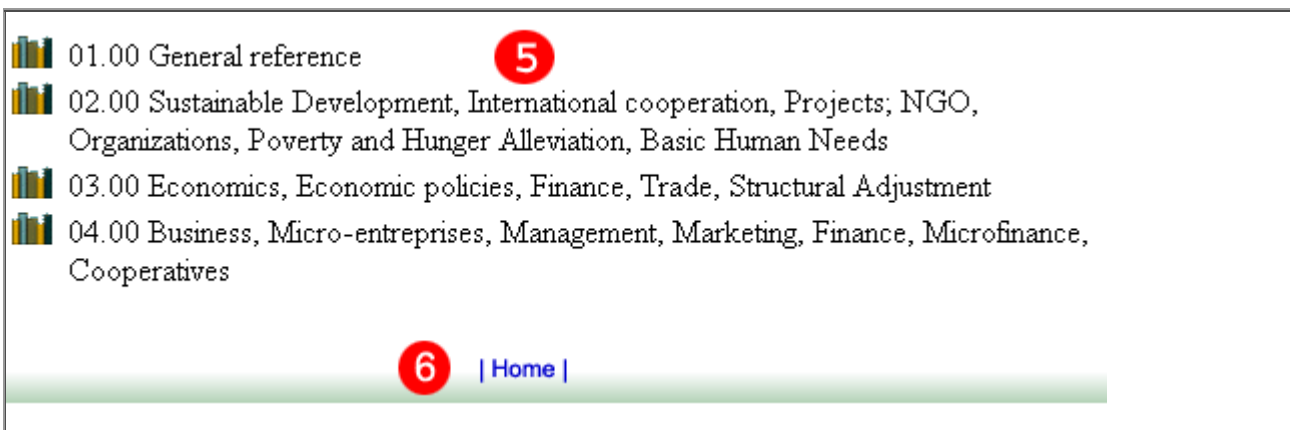 01.00 General reference 5
02.00 Sustainable Development, International cooperation, Projects; NGO,
Organizations, Poverty and Hunger Alleviation, Basic Human Needs
03.00 Economics, Economic policies, Finance, Trade, Structural Adjustment
04.00 Business, Micro-entreprises, Management, Marketing, Finance, Microfinance,
Cooperatives
6 | Home |